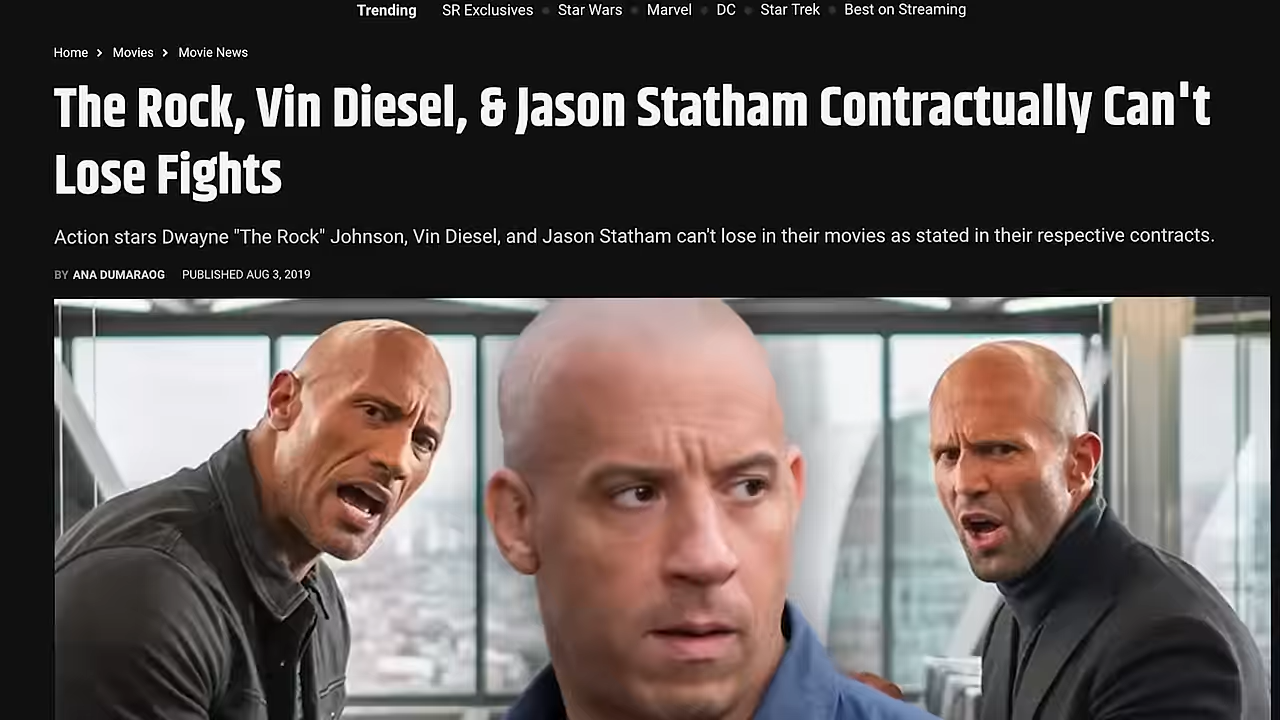 Trending SR Exclusives Star Wars Marvel DC Star Trek Best on Streaming
Home > Movies > Movie News
The Rock, Vin Diesel, & Jason Statham Contractually Can't
Lose Fights
Action stars Dwayne "The Rock" Johnson, Vin Diesel, and Jason Statham can't lose in their movies as stated in their respective contracts.
BY ANA DUMARAOG PUBLISHED AUG 3, 2019